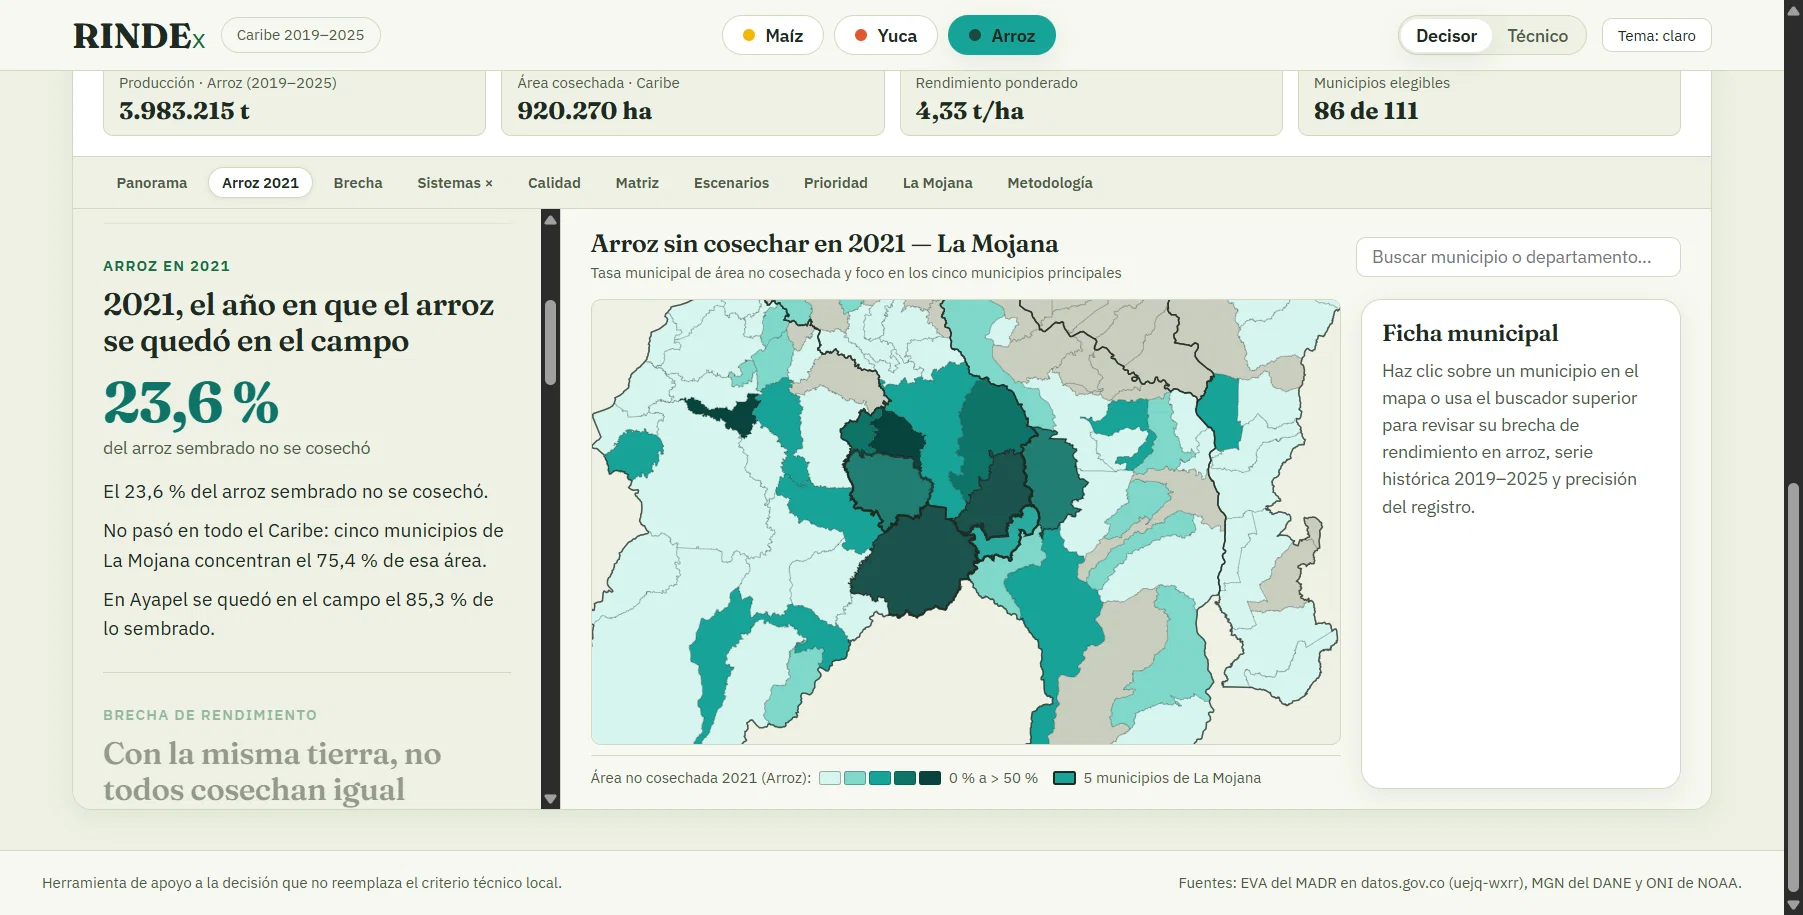 RINDEx
Caribe 2019–2025
Maíz
Yuca
Arroz
Decisor
Técnico
Tema: claro
Producción · Arroz (2019–2025)
3.983.215 t
Área cosechada · Caribe
920.270 ha
Rendimiento ponderado
4,33 t/ha
Municipios elegibles
86 de 111
Panorama
Arroz 2021
Brecha
Sistemas ×
Calidad
Matriz
Escenarios
Prioridad
La Mojana
Metodología
ARROZ EN 2021
2021, el año en que el arroz
se quedó en el campo
23,6 %
del arroz sembrado no se cosechó
El 23,6 % del arroz sembrado no se cosechó.
No pasó en todo el Caribe: cinco municipios de
La Mojana concentran el 75,4 % de esa área.
En Ayapel se quedó en el campo el 85,3 % de
lo sembrado.
BRECHA DE RENDIMIENTO
Con la misma tierra, no
todos cosechan igual
Arroz sin cosechar en 2021 — La Mojana
Tasa municipal de área no cosechada y foco en los cinco municipios principales
Buscar municipio o departamento...
Ficha municipal
Haz clic sobre un municipio en el
mapa o usa el buscador superior
para revisar su brecha de
rendimiento en arroz, serie
histórica 2019–2025 y precisión
del registro.
Área no cosechada 2021 (Arroz):
0 % a > 50 %
5 municipios de La Mojana
Herramienta de apoyo a la decisión que no reemplaza el criterio técnico local.
Fuentes: EVA del MADR en datos.gov.co (uejq-wxrr), MGN del DANE y ONI de NOAA.